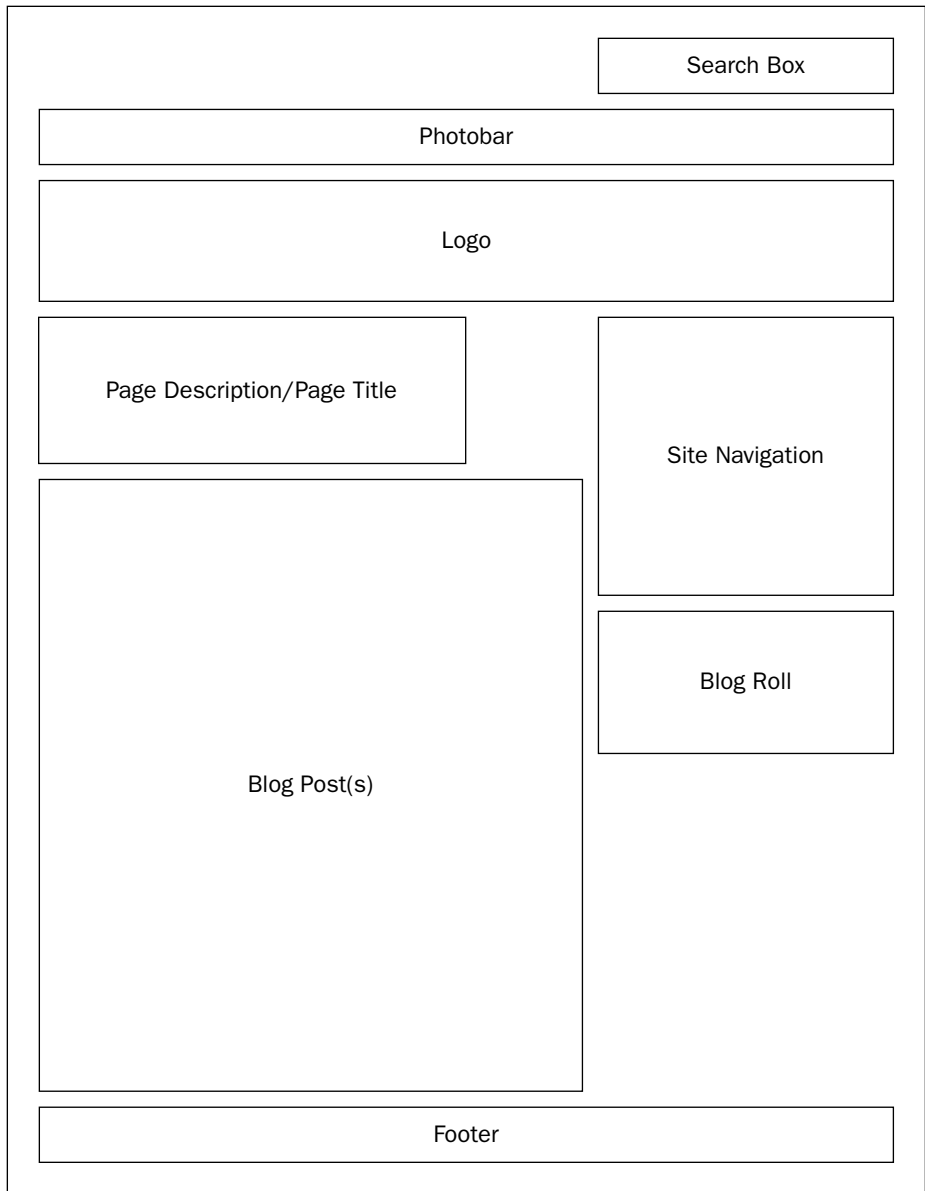 Search Box
Photobar
Logo
Page Description/Page Title
Site Navigation
Blog Roll
Blog Post(s)
Footer